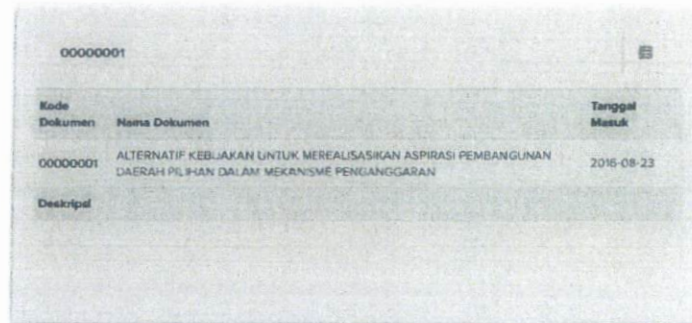 00000001
Kode
Dokumen Nama Dokumen Tanggal
Masuk
00000001 ALTERNATIF KEBIJAKAN UNTUK MEREALISASIKAN ASPIRASI PEMBANGUNAN
DAERAH PILIHAN DALAM MEKANISME PENGANGGARAN 2016-08-23
Deskripsi